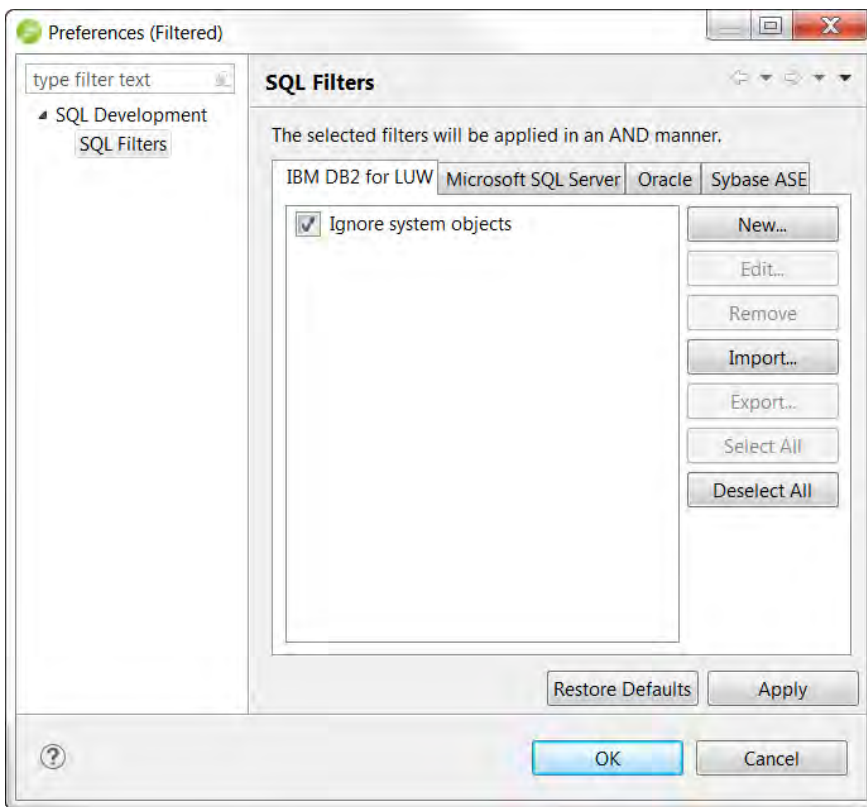 Preferences (Filtered)
type filter text
SQL Development
SQL Filters
SQL Filters
The selected filters will be applied in an AND manner.
IBM DB2 for LUW Microsoft SQL Server Oracle Sybase ASE
Ignore system objects
New...
Edit...
Remove
Import...
Export...
Select All
Deselect All
Restore Defaults Apply
? OK Cancel